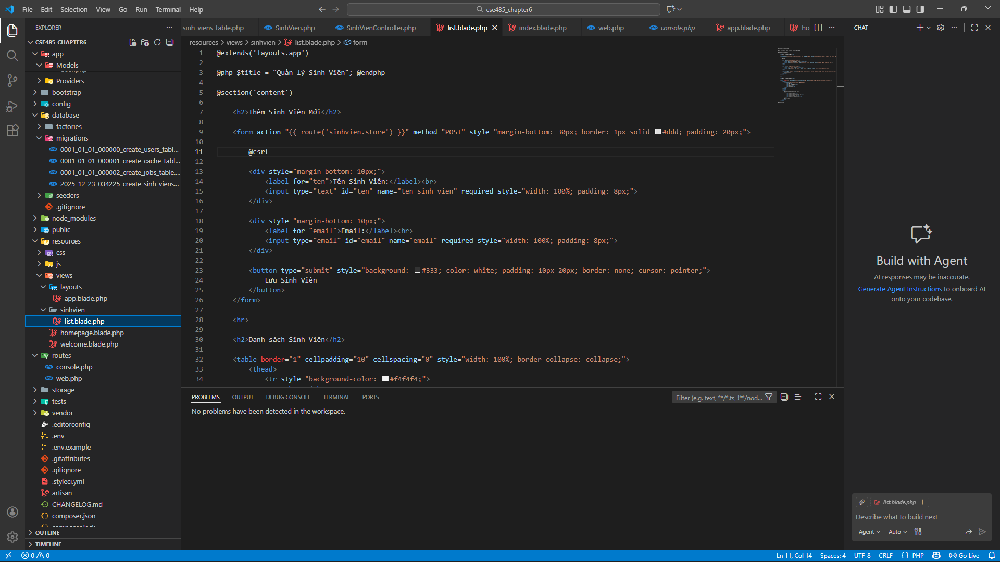 File Edit Selection View Go Run Terminal Help
cse485_chapter6
EXPLORER
CSE485_CHAPTER6
app
Models
Providers
bootstrap
config
database
factories
migrations
0001_01_01_000000_create_users_tabl...
0001_01_01_000001_create_cache_tabl...
0001_01_01_000002_create_jobs_table....
2025_12_23_034225_create_sinh_viens...
seeders
.gitignore
node_modules
public
resources
css
js
views
layouts
app.blade.php
sinhvien
list.blade.php
homepage.blade.php
welcome.blade.php
routes
console.php
web.php
storage
tests
vendor
.editorconfig
.env
.env.example
.gitattributes
.gitignore
.styleci.yml
artisan
CHANGELOG.md
composer.json
OUTLINE
TIMELINE
_sinh_viens_table.php SinhVien.php SinhVienController.php list.blade.php index.blade.php web.php console.php app.blade.php
resources > views > sinhvien > list.blade.php > form
1 @extends('layouts.app')
2
3 @php $title = "Quản lý Sinh Viên"; @endphp
4
5 @section('content')
6
7 <h2>Thêm Sinh Viên Mới</h2>
8
9 <form action="{{ route('sinhvien.store') }}" method="POST" style="margin-bottom: 30px; border: 1px solid #ddd; padding: 20px;">
10
11 @csrf
12
13 <div style="margin-bottom: 10px;">
14 <label for="ten">Tên Sinh Viên:</label><br>
15 <input type="text" id="ten" name="ten_sinh_vien" required style="width: 100%; padding: 8px;">
16 </div>
17
18 <div style="margin-bottom: 10px;">
19 <label for="email">Email:</label><br>
20 <input type="email" id="email" name="email" required style="width: 100%; padding: 8px;">
21 </div>
22
23 <button type="submit" style="background: #333; color: white; padding: 10px 20px; border: none; cursor: pointer;">
24 Lưu Sinh Viên
25 </button>
26 </form>
27
28 <hr>
29
30 <h2>Danh sách Sinh Viên</h2>
31
32 <table border="1" cellpadding="10" cellspacing="0" style="width: 100%; border-collapse: collapse;">
33 <thead>
34 <tr style="background-color: #f4f4f4;">
PROBLEMS OUTPUT DEBUG CONSOLE TERMINAL PORTS
Filter (e.g. text, **/*.ts, !**/nod...
No problems have been detected in the workspace.
CHAT
Build with Agent
AI responses may be inaccurate.
Generate Agent Instructions to onboard AI
onto your codebase.
list.blade.php
Describe what to build next
Agent Auto
0 0
Ln 11, Col 14 Spaces: 4 UTF-8 CRLF { } PHP Go Live